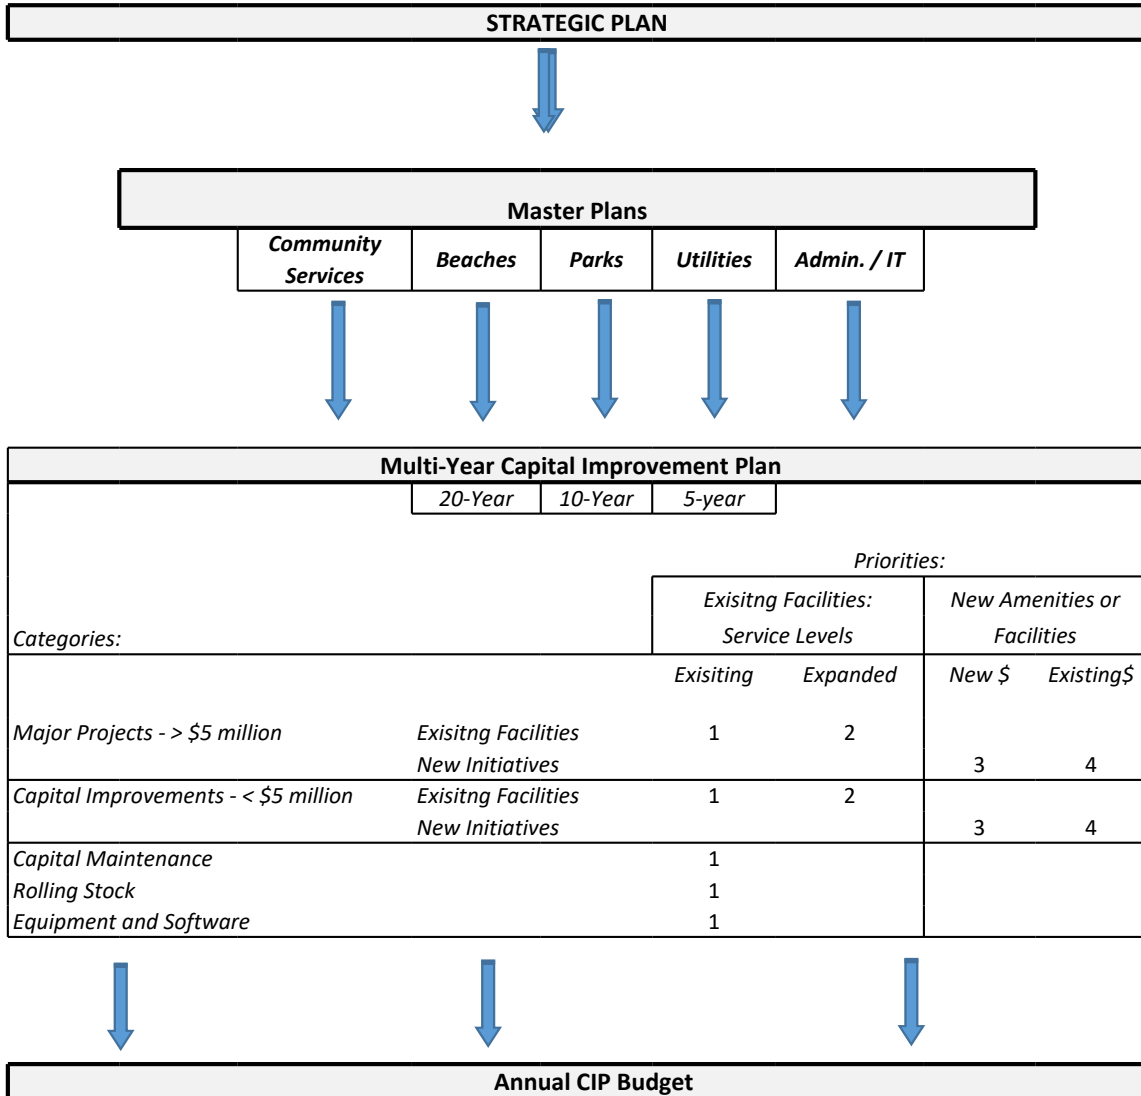 STRATEGIC PLAN
Master Plans
Community Services Beaches Parks Utilities Admin. / IT
Multi-Year Capital Improvement Plan
20-Year 10-Year 5-year
Priorities:
Exisitng Facilities: New Amenities or
Categories: Service Levels Facilities
Exisiting Expanded New $ Existing$
Major Projects - > $5 million Exisitng Facilities 1 2
New Initiatives 3 4
Capital Improvements - < $5 million Exisitng Facilities 1 2
New Initiatives 3 4
Capital Maintenance 1
Rolling Stock 1
Equipment and Software 1
Annual CIP Budget